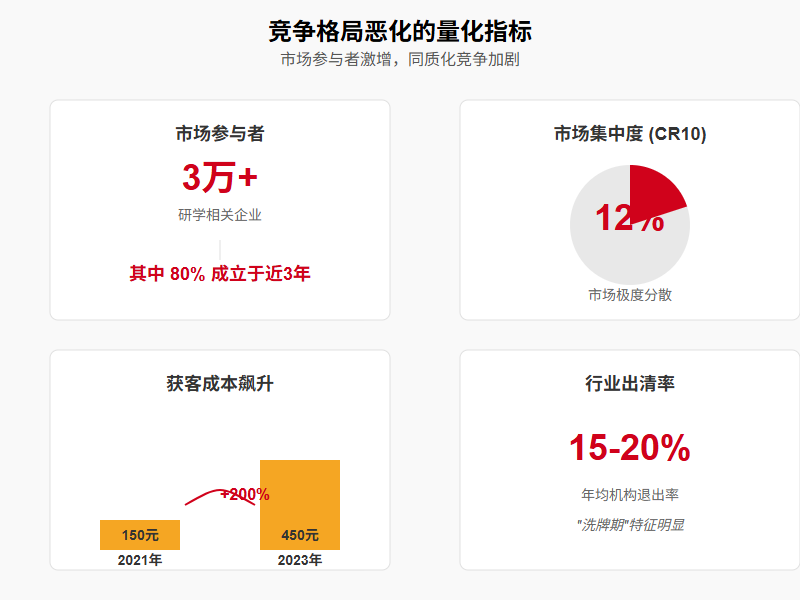 竞争格局恶化的量化指标
市场参与者激增，同质化竞争加剧
市场参与者
3万+
研学相关企业
其中 80% 成立于近3年
市场集中度 (CR10)
12%
市场极度分散
获客成本飙升
+200%
150元
450元
2021年
2023年
行业出清率
15-20%
年均机构退出率
"洗牌期"特征明显